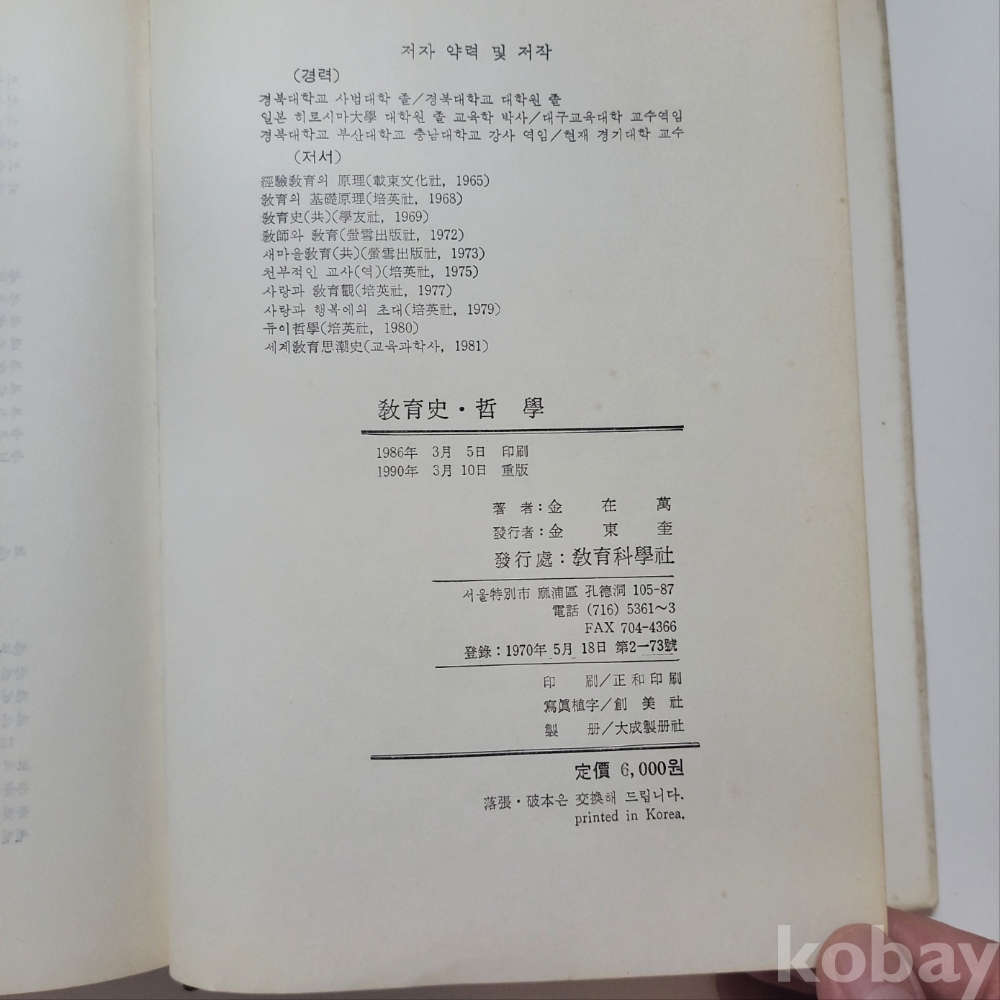 저자 약력 및 저작
(경력)
경북대학교 사범대학 졸/경북대학교 대학원 졸
일본 히로시마大學 대학원 졸 교육학 박사/대구교육대학 교수역임
경북대학교 부산대학교 충남대학교 강사 역임/현재 경기대학 교수
(저서)
經驗敎育의 原理(載東文化社, 1965)
敎育의 基礎原理(培英社, 1968)
敎育史(共)(學友社, 1969)
敎師와 敎育(螢雪出版社, 1972)
새마을敎育(共)(螢雪出版社, 1973)
천부적인 교사(역)(培英社, 1975)
사랑과 敎育觀(培英社, 1977)
사랑과 행복에의 초대(培英社, 1979)
듀이哲學(培英社, 1980)
세계敎育思潮史(교육과학사, 1981)
敎育史·哲 學
1986年 3月 5日 印刷
1990年 3月 10日 重版
著 者:金 在 萬
發行者:金 東 奎
發行處:敎育科學社
서울特別市 麻浦區 孔德洞 105-87
電話 (716) 5361~3
FAX 704-4366
登錄:1970年 5月 18日 第2-73號
印 刷/正和印刷
寫眞植字/創 美 社
製 册/大成製册社
定價 6,000원
落張·破本은 交換해 드립니다.
printed in Korea.
kobay